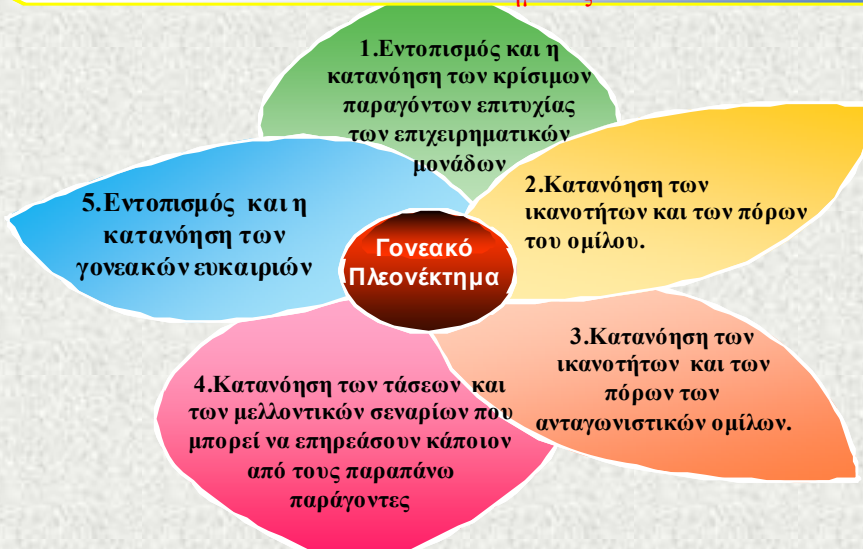 1.Εντοπισμός και η
κατανόηση των κρίσιμων
παραγόντων επιτυχίας
των επιχειρηματικών
μονάδων
2.Κατανόηση των
ικανοτήτων και των πόρων
του ομίλου.
3.Κατανόηση των
ικανοτήτων και των
πόρων των
ανταγωνιστικών ομίλων.
4.Κατανόηση των τάσεων και
των μελλοντικών σεναρίων που
μπορεί να επηρεάσουν κάποιον
από τους παραπάνω
παράγοντες
5.Εντοπισμός και η
κατανόηση των
γονεακών ευκαιριών
Γονεακό
Πλεονέκτημα